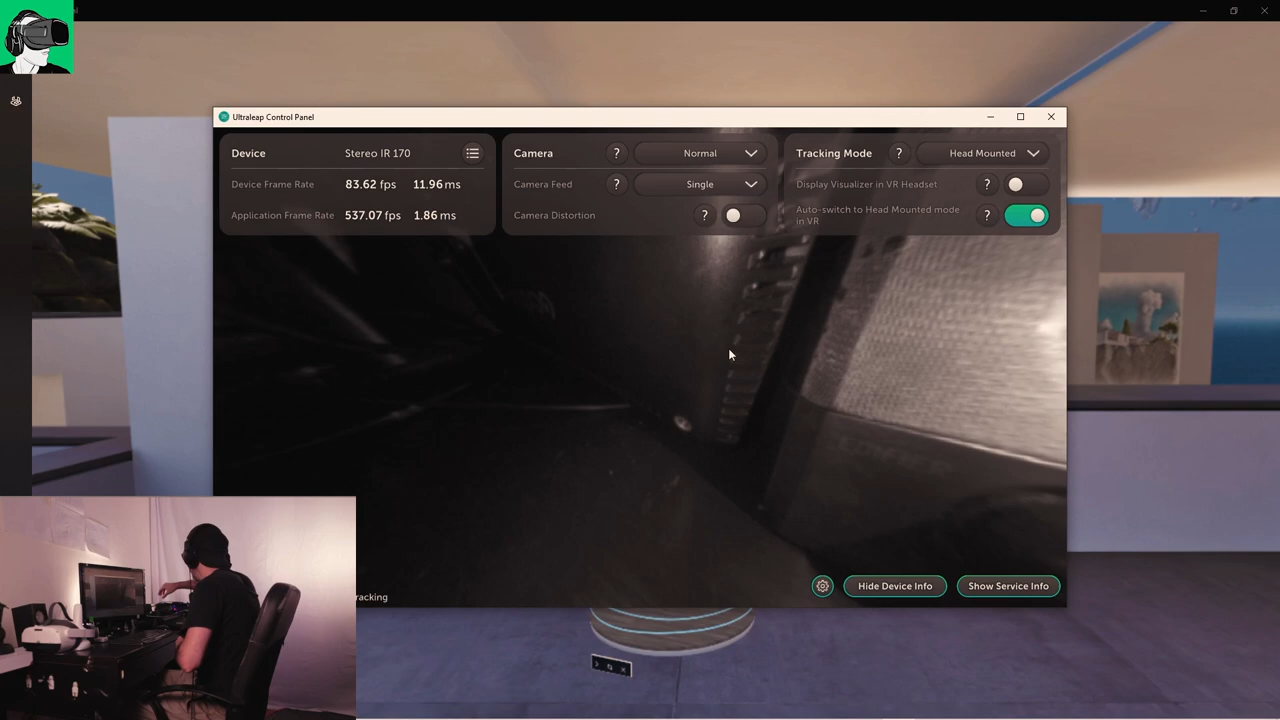 Ultraleap Control Panel
Device
Stereo IR 170
Device Frame Rate
83.62 fps
11.96 ms
Application Frame Rate
537.07 fps
1.86 ms
Camera
?
Normal
Camera Feed
?
Single
Camera Distortion
?
Tracking Mode
?
Head Mounted
Display Visualizer in VR Headset
?
Auto-switch to Head Mounted mode
in VR
?
racking
Hide Device Info
Show Service Info